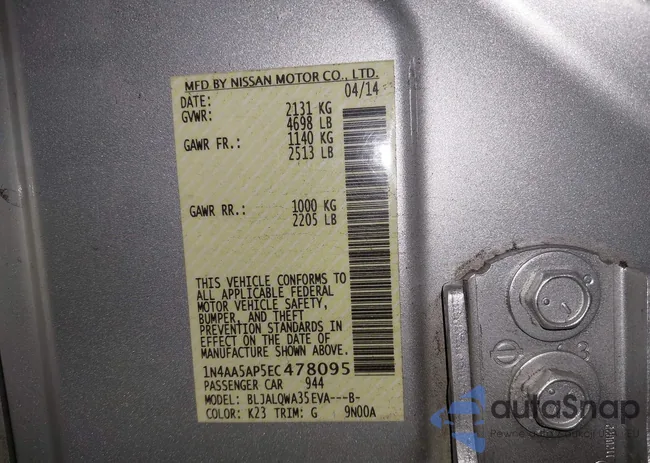 MFD BY NISSAN MOTOR CO., LTD.
DATE: 04/14
GVWR: 2131 KG
4698 LB
GAWR FR.: 1140 KG
2513 LB
GAWR RR.: 1000 KG
2205 LB
THIS VEHICLE CONFORMS TO
ALL APPLICABLE FEDERAL
MOTOR VEHICLE SAFETY,
BUMPER, AND THEFT
PREVENTION STANDARDS IN
EFFECT ON THE DATE OF
MANUFACTURE SHOWN ABOVE.
1N4AA5AP5EC478095
PASSENGER CAR 944
MODEL: BLJALQWA35EVA---B-
COLOR: K23 TRIM: G 9N00A
autoSnap